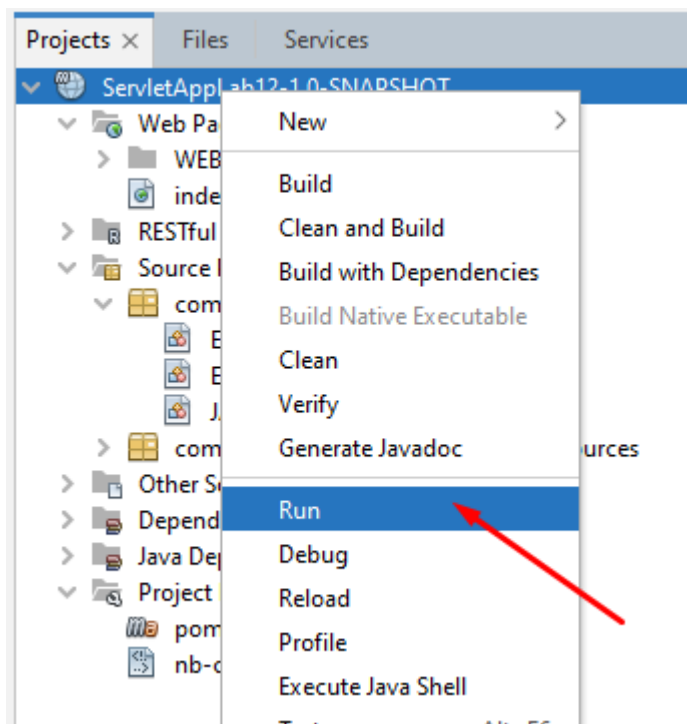 Projects × Files Services
ServletAppLab12-1.0-SNAPSHOT
Web Pa
WEB
inde
RESTful
Source
com
E
E
J
com
urces
Other S
Depend
Java De
Project
pom
nb-c
New
Build
Clean and Build
Build with Dependencies
Build Native Executable
Clean
Verify
Generate Javadoc
Run
Debug
Reload
Profile
Execute Java Shell